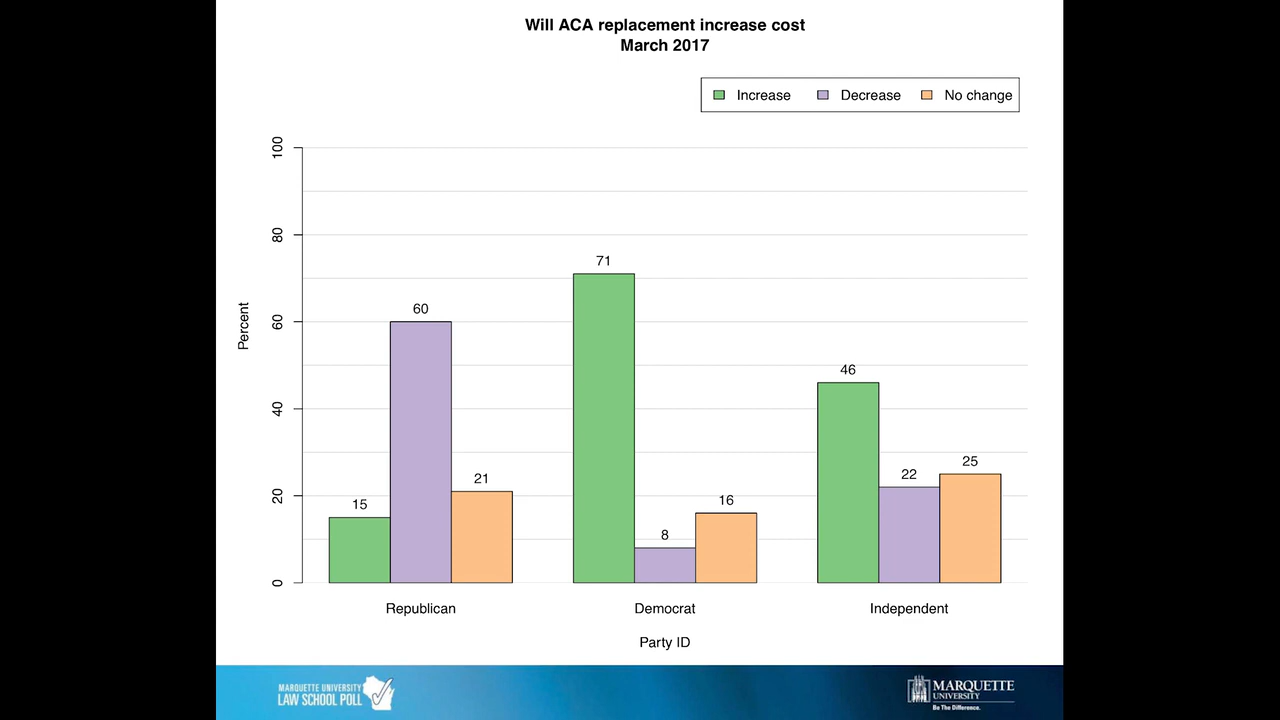 Will ACA replacement increase cost
March 2017
Increase Decrease No change
Percent
100
80
60
40
20
0
15
60
21
71
8
16
46
22
25
Republican Democrat Independent
Party ID
MARQUETTE UNIVERSITY
LAW SCHOOL POLL
MARQUETTE
UNIVERSITY
Be The Difference.